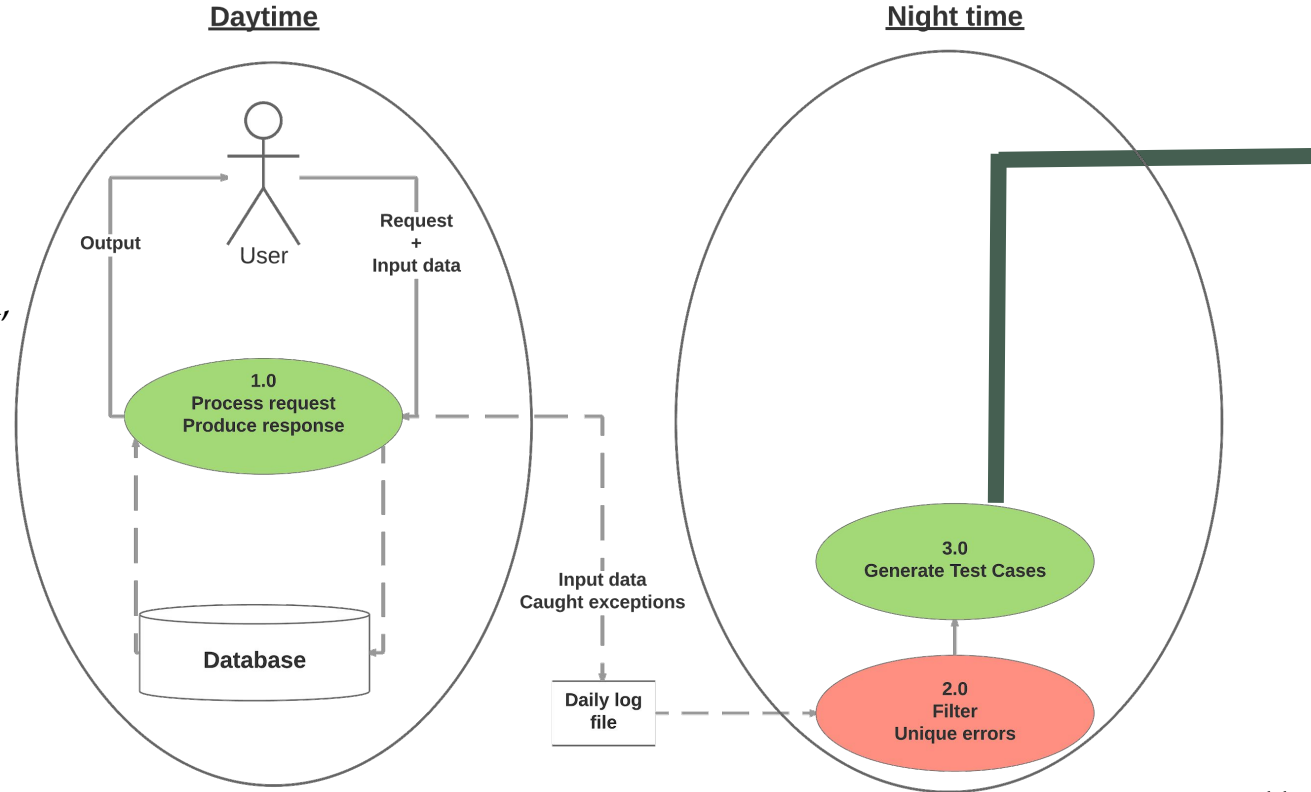 Daytime
Night time
Output
Request
+
Input data
User
1.0
Process request
Produce response
Input data
Caught exceptions
Database
Daily log
file
3.0
Generate Test Cases
2.0
Filter
Unique errors